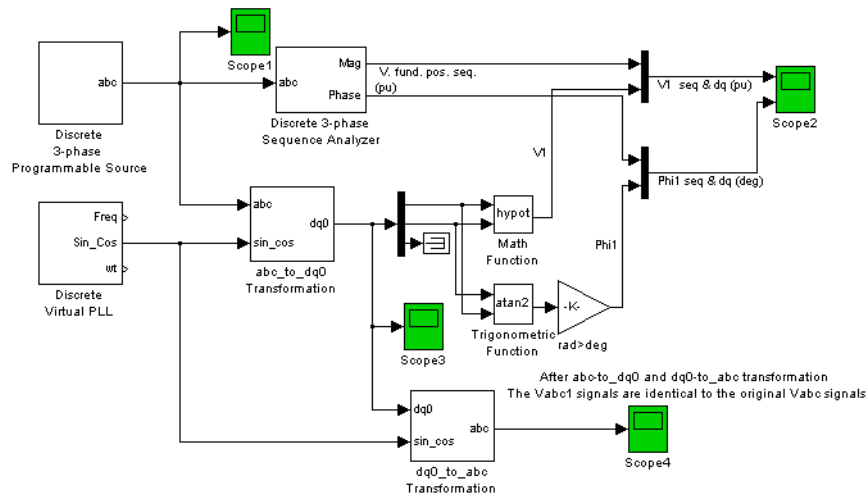 abc
Discrete
3-phase
Programmable Source
Scope1
abc
Mag
Phase
Discrete 3-phase
Sequence Analyzer
V. fund. pos. seq.
(pu)
V1 seq & dq (pu)
Scope2
V1
Phi1 seq & dq (deg)
Freq
Sin_Cos
wt
Discrete
Virtual PLL
abc
sin_cos
dq0
abc_to_dq0
Transformation
hypot
Math
Function
Phi1
atan2
Trigonometric
Function
-K-
rad>deg
Scope3
After abc-to_dq0 and dq0-to_abc transformation
The Vabc1 signals are identical to the original Vabc signals
dq0
sin_cos
abc
dq0_to_abc
Transformation
Scope4